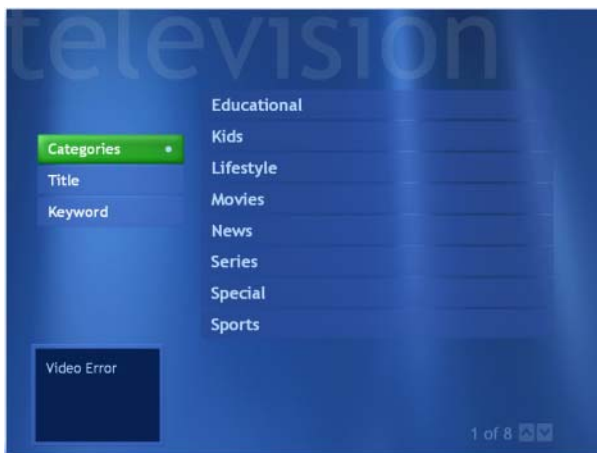 television
Categories
Title
Keyword
Educational
Kids
Lifestyle
Movies
News
Series
Special
Sports
Video Error
1 of 8